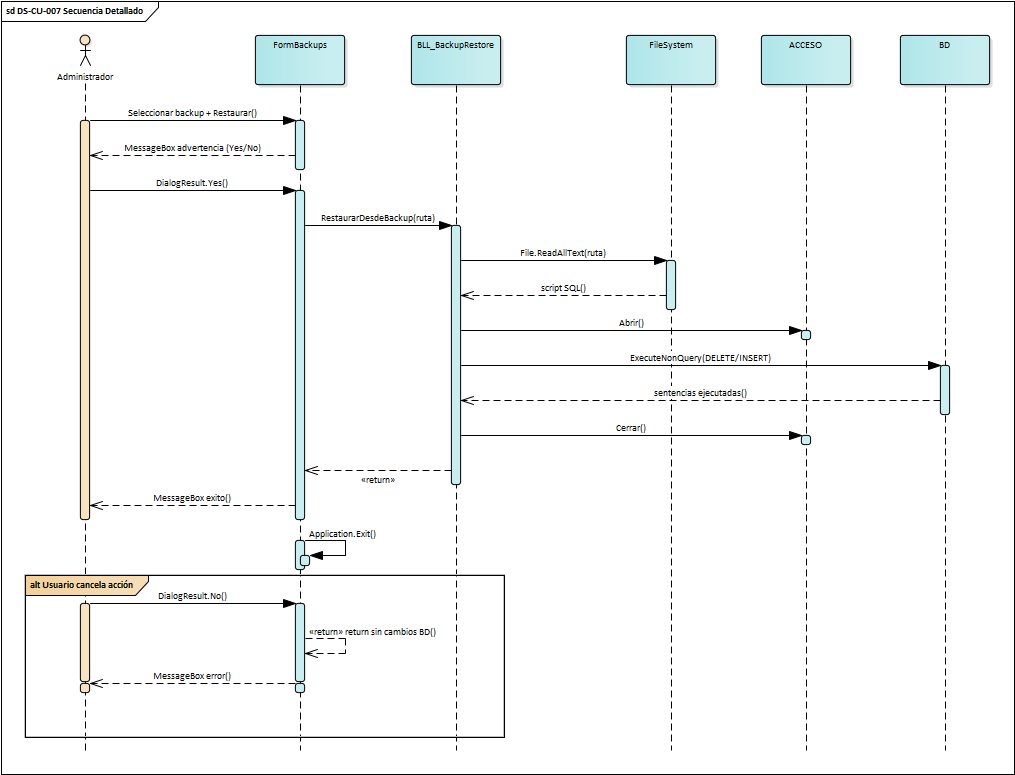 sd DS-CU-007 Secuencia Detallado
Administrador
FormBackups
BLL_BackupRestore
FileSystem
ACCESO
BD
Seleccionar backup + Restaurar()
MessageBox advertencia (Yes/No)
DialogResult.Yes()
RestaurarDesdeBackup(ruta)
File.ReadAllText(ruta)
script SQL()
Abrir()
ExecuteNonQuery(DELETE/INSERT)
sentencias ejecutadas()
Cerrar()
«return»
MessageBox exito()
Application.Exit()
alt Usuario cancela acción
DialogResult.No()
«return» return sin cambios BD()
MessageBox error()